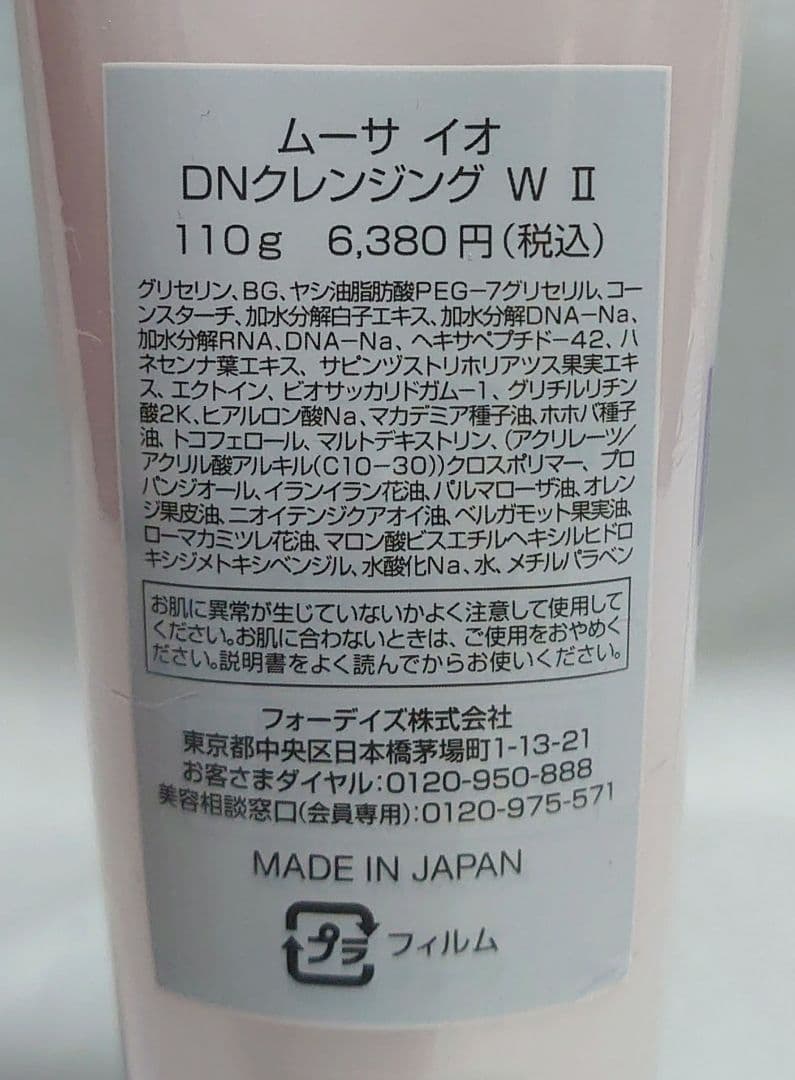 ムーサ イオ
DNクレンジング W Ⅱ
110g 6,380円(税込)
グリセリン、BG、ヤシ油脂肪酸PEG-7グリセリル、コー
ンスターチ、加水分解白子エキス、加水分解DNA-Na、
加水分解RNA、DNA-Na、ヘキサペプチド-42、ハ
ネセンナ葉エキス、サピンヅストリホリアツス果実エキ
ス、エクトイン、ビオサッカリドガム-1、グリチルリチン
酸2K、ヒアルロン酸Na、マカデミア種子油、ホホバ種子
油、トコフェロール、マルトデキストリン、(アクリレーツ/
アクリル酸アルキル(C10-30))クロスポリマー、プロ
パンジオール、イランイラン花油、パルマローザ油、オレン
ジ果皮油、ニオイテンジクアオイ油、ベルガモット果実油、
ローマカミツレ花油、マロン酸ビスエチルヘキシルヒドロ
キシジメトキシベンジル、水酸化Na、水、メチルパラベン
お肌に異常が生じていないかよく注意して使用して
ください。お肌に合わないときは、ご使用をおやめく
ださい。説明書をよく読んでからお使いください。
フォーデイズ株式会社
東京都中央区日本橋茅場町1-13-21
お客さまダイヤル:0120-950-888
美容相談窓口(会員専用):0120-975-571
MADE IN JAPAN
プラ フィルム